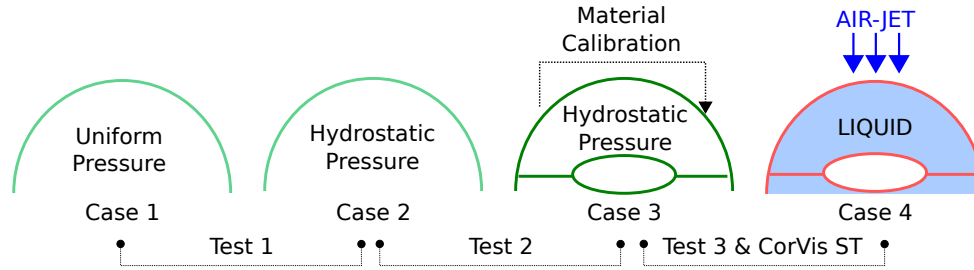 Material
Calibration
AIR-JET
Uniform
Pressure
Hydrostatic
Pressure
Hydrostatic
Pressure
LIQUID
Case 1
Case 2
Case 3
Case 4
Test 1
Test 2
Test 3 & CorVis ST